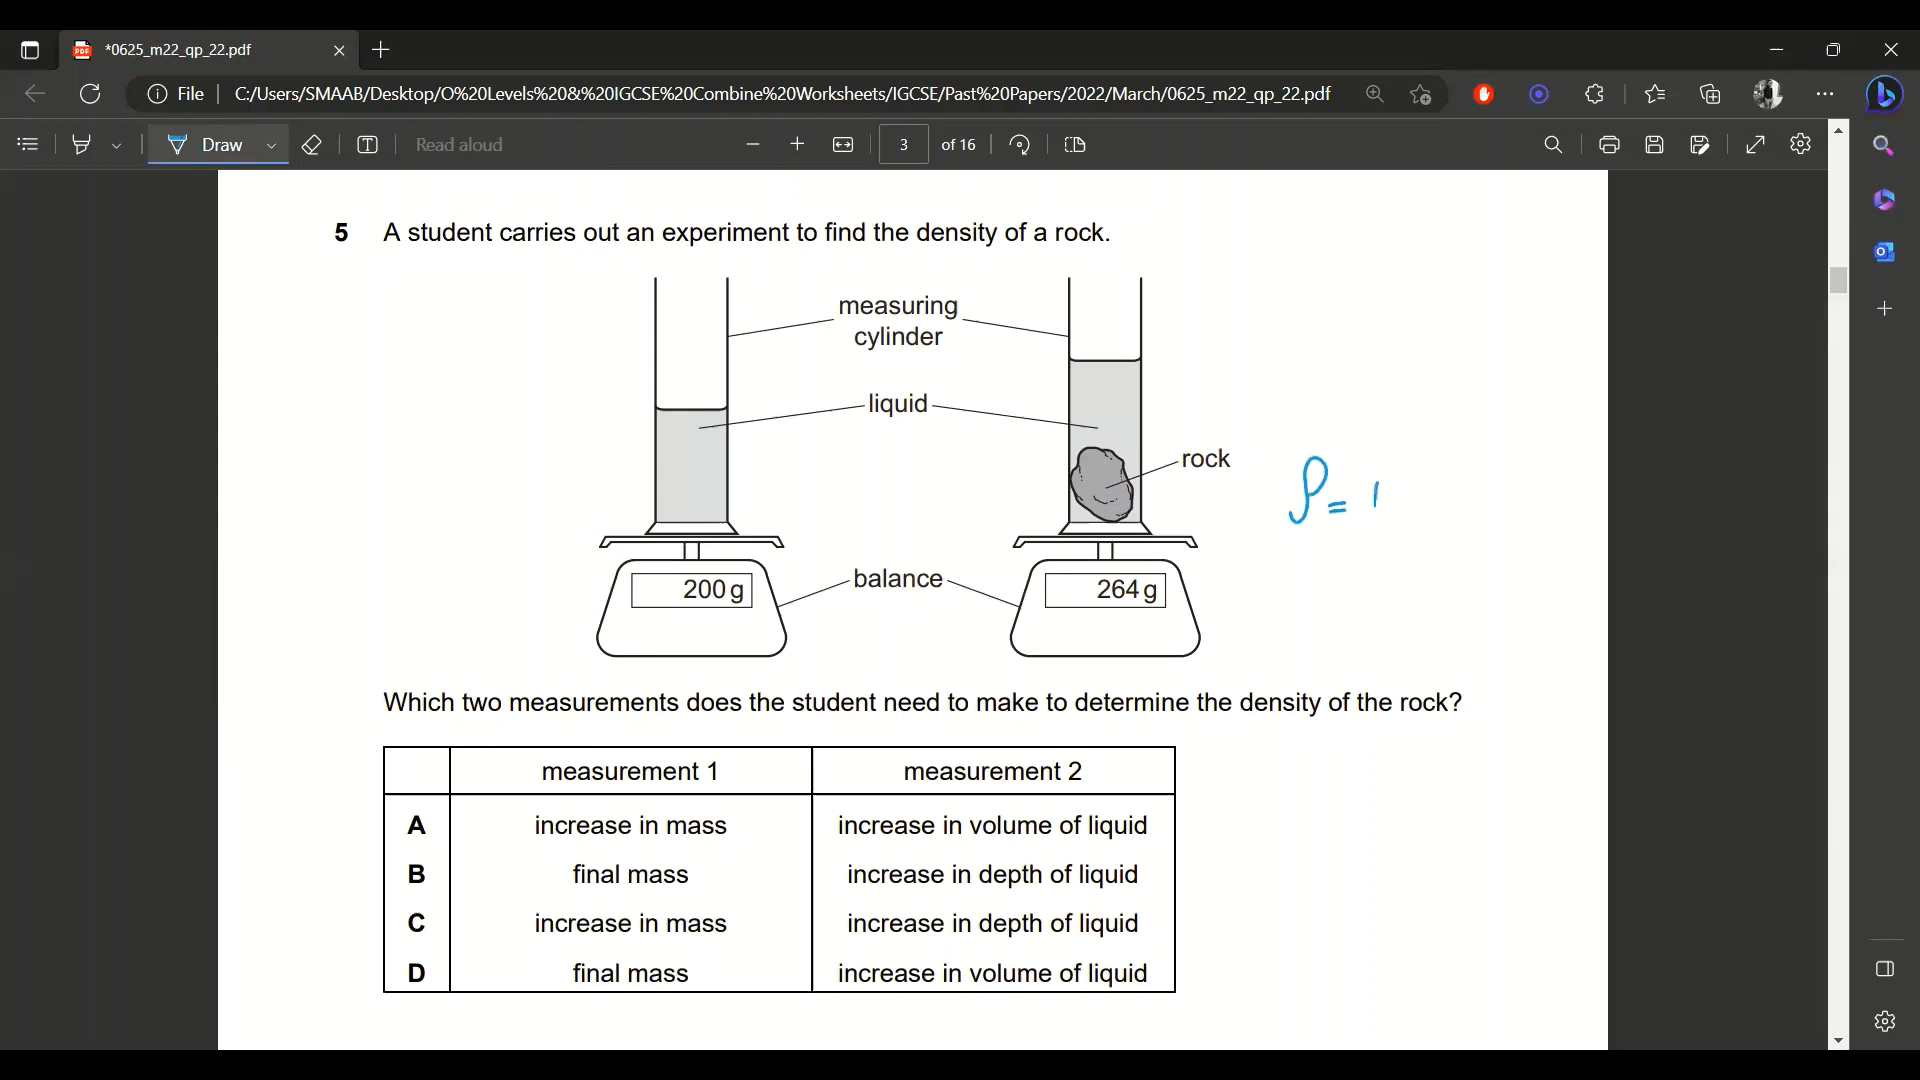 *0625_m22_qp_22.pdf
File
C:/Users/SMAAB/Desktop/O%20Levels%20&%20IGCSE%20Combine%20Worksheets/IGCSE/Past%20Papers/2022/March/0625_m22_qp_22.pdf
Draw
Read aloud
3 of 16
5 A student carries out an experiment to find the density of a rock.
measuring
cylinder
liquid
rock
ρ =
balance
200 g
264 g
Which two measurements does the student need to make to determine the density of the rock?
measurement 1 measurement 2
A increase in mass increase in volume of liquid
B final mass increase in depth of liquid
C increase in mass increase in depth of liquid
D final mass increase in volume of liquid